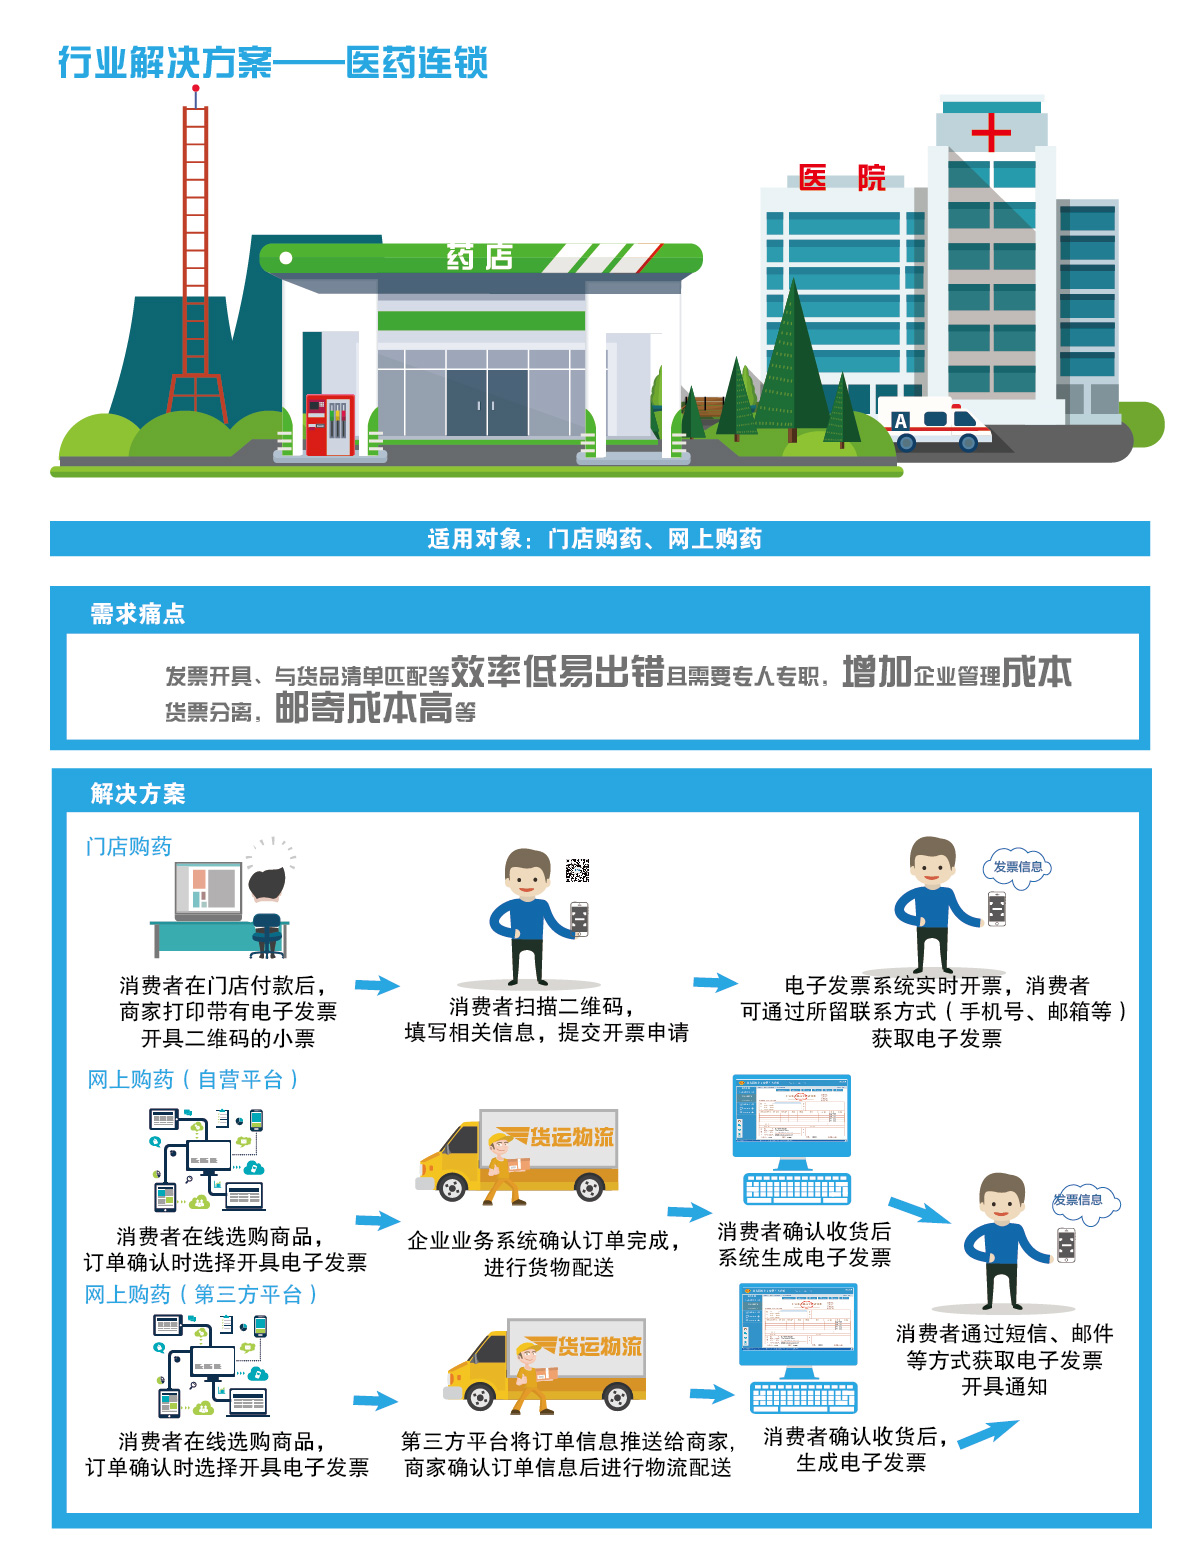 行业解决方案——医药连锁
医 院
药 店
A
适用对象：门店购药、网上购药
需求痛点
发票开具、与货品清单匹配等效率低易出错且需要专人专职，增加企业管理成本
货票分离，邮寄成本高等
解决方案
门店购药
发票信息
消费者在门店付款后，
商家打印带有电子发票
开具二维码的小票
消费者扫描二维码，
填写相关信息，提交开票申请
电子发票系统实时开票，消费者
可通过所留联系方式（手机号、邮箱等）
获取电子发票
网上购药（自营平台）
货运物流
发票信息
消费者在线选购商品，
订单确认时选择开具电子发票
企业业务系统确认订单完成，
进行货物配送
消费者确认收货后
系统生成电子发票
网上购药（第三方平台）
货运物流
消费者通过短信、邮件
等方式获取电子发票
开具通知
消费者在线选购商品，
订单确认时选择开具电子发票
第三方平台将订单信息推送给商家，
商家确认订单信息后进行物流配送
消费者确认收货后，
生成电子发票